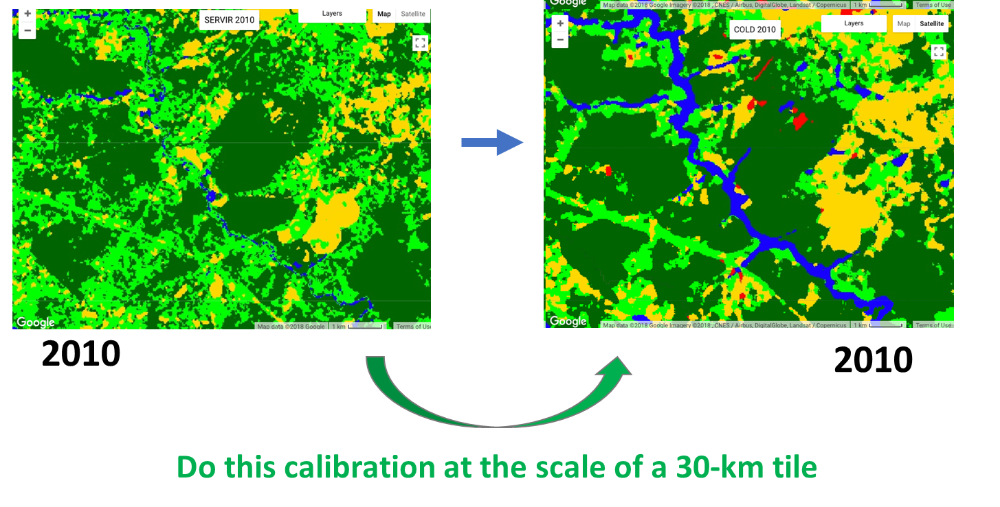 +
−
SERVIR 2010
Layers
Map Satellite
Google
Map data ©2018 Google 1 km Terms of Us
2010
Google
Map data ©2018 Google Imagery ©2018 , CNES / Airbus, DigitalGlobe, Landsat / Copernicus 1 km Terms of Use
+
−
COLD 2010
Layers
Map Satellite
Google
Map data ©2018 Google Imagery ©2018 , CNES / Airbus, DigitalGlobe, Landsat / Copernicus 1 km Terms of Use
2010
Do this calibration at the scale of a 30-km tile